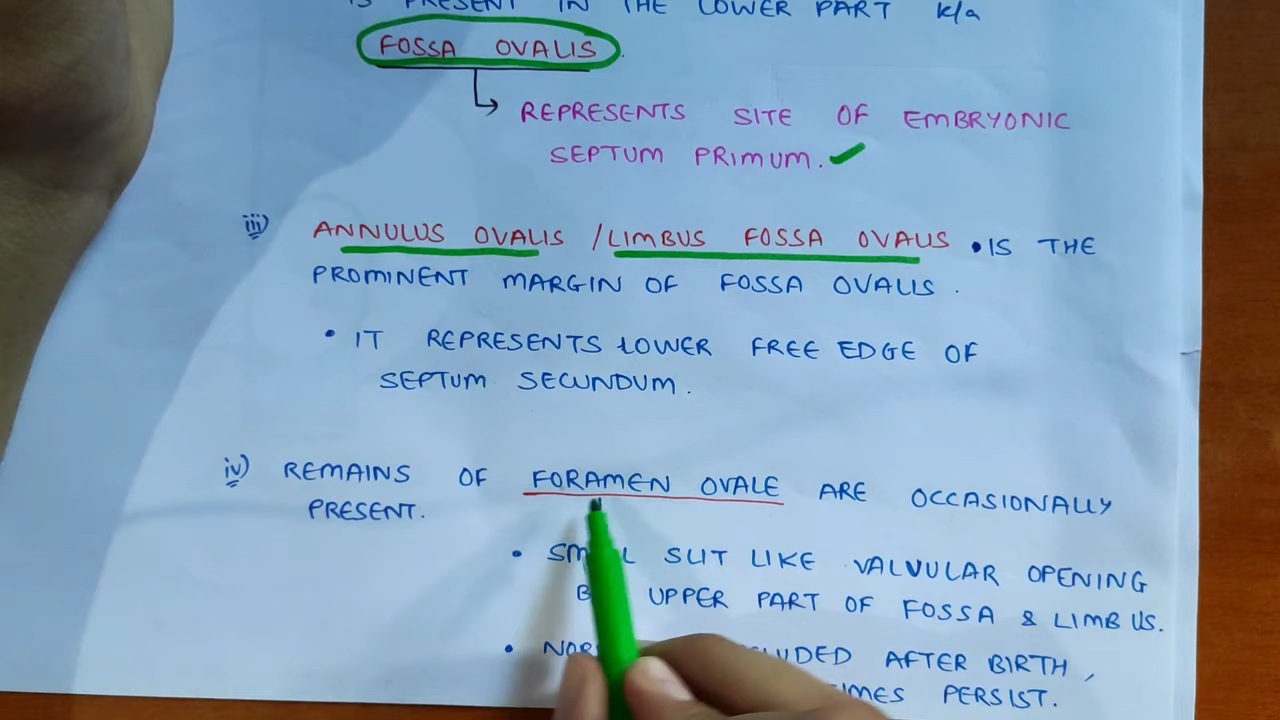 IS PRESENT IN THE LOWER PART K/a
FOSSA OVALIS.
REPRESENTS SITE OF EMBRYONIC
SEPTUM PRIMUM.
iii) ANNULUS OVALIS / LIMBUS FOSSA OVALIS • IS THE
PROMINENT MARGIN OF FOSSA OVALIS.
• IT REPRESENTS LOWER FREE EDGE OF
SEPTUM SECUNDUM.
iv) REMAINS OF FORAMEN OVALE ARE OCCASIONALLY
PRESENT.
• SLIT LIKE VALVULAR OPENING
UPPER PART OF FOSSA & LIMBUS.
• AFTER BIRTH,
PERSIST.